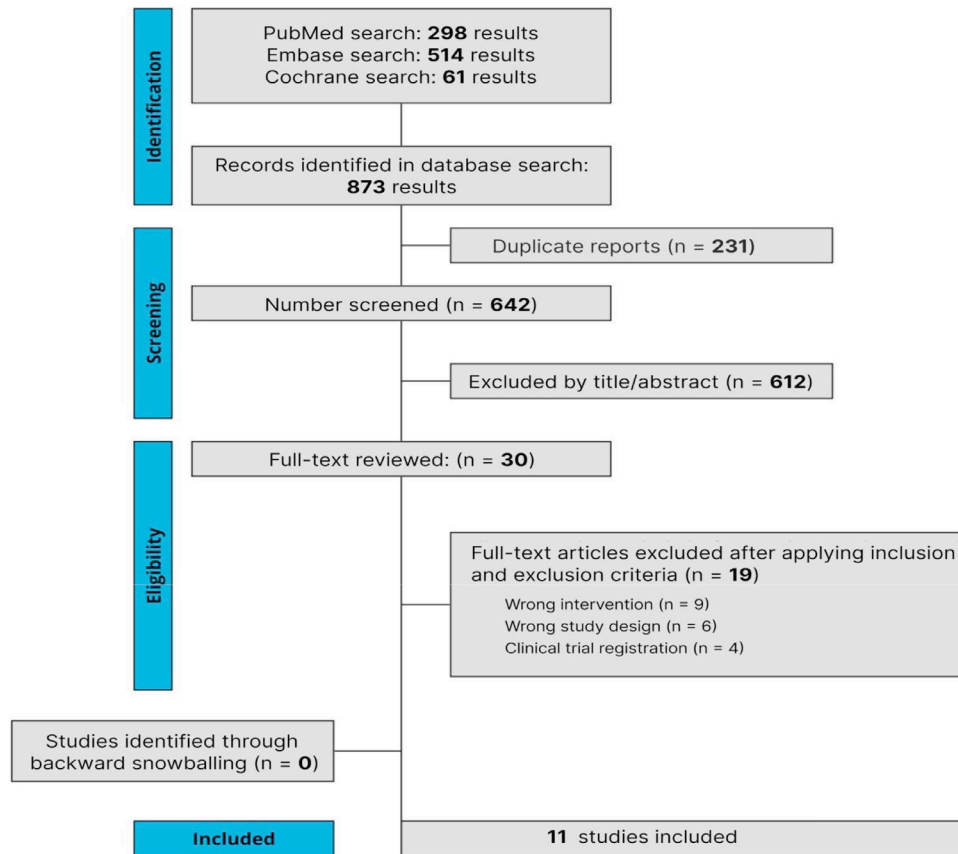 Identification
PubMed search: 298 results
Embase search: 514 results
Cochrane search: 61 results
Records identified in database search:
873 results
Screening
Duplicate reports (n = 231)
Number screened (n = 642)
Excluded by title/abstract (n = 612)
Eligibility
Full-text reviewed: (n = 30)
Full-text articles excluded after applying inclusion
and exclusion criteria (n = 19)
Wrong intervention (n = 9)
Wrong study design (n = 6)
Clinical trial registration (n = 4)
Studies identified through
backward snowballing (n = 0)
Included
11 studies included